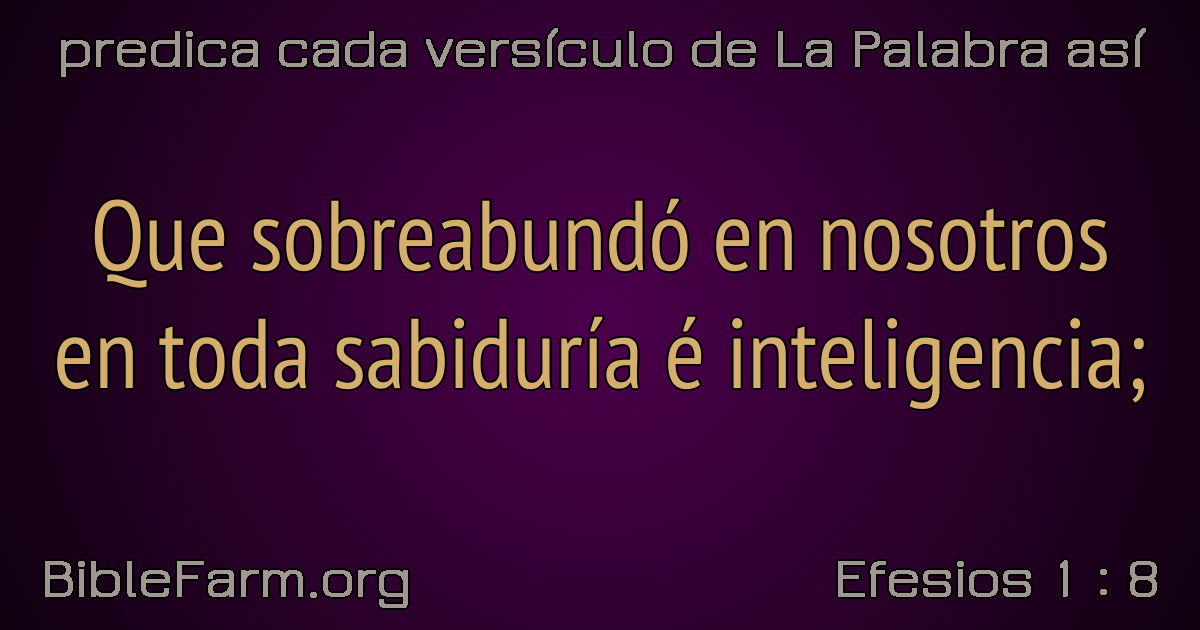 predica cada versículo de La Palabra así
Que sobreabundó en nosotros
en toda sabiduría é inteligencia;
BibleFarm.org
Efesios 1 : 8